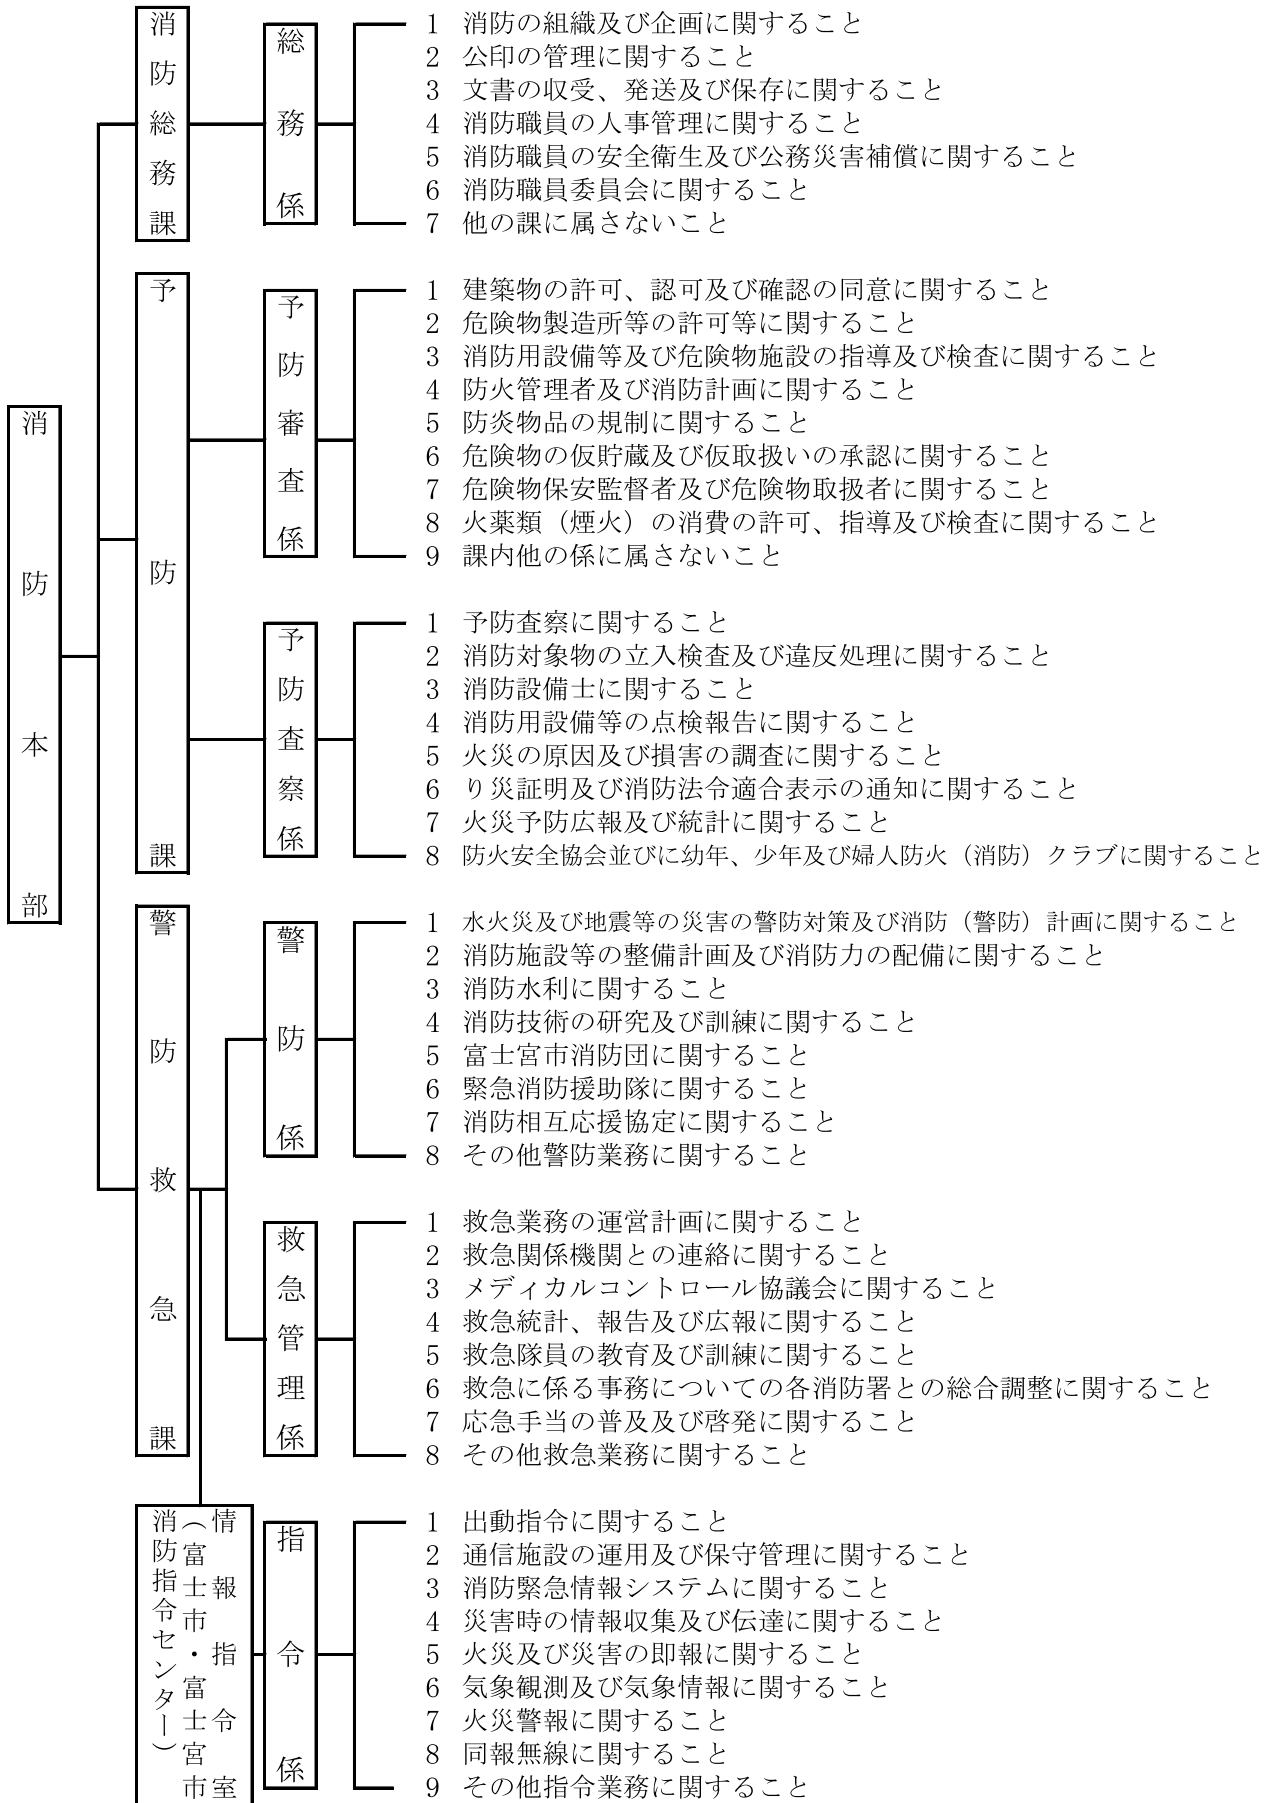 消防本部
消防総務課
総務係
1 消防の組織及び企画に関すること
2 公印の管理に関すること
3 文書の収受、発送及び保存に関すること
4 消防職員の人事管理に関すること
5 消防職員の安全衛生及び公務災害補償に関すること
6 消防職員委員会に関すること
7 他の課に属さないこと
予防課
予防審査係
1 建築物の許可、認可及び確認の同意に関すること
2 危険物製造所等の許可等に関すること
3 消防用設備等及び危険物施設の指導及び検査に関すること
4 防火管理者及び消防計画に関すること
5 防炎物品の規制に関すること
6 危険物の仮貯蔵及び仮取扱いの承認に関すること
7 危険物保安監督者及び危険物取扱者に関すること
8 火薬類（煙火）の消費の許可、指導及び検査に関すること
9 課内他の係に属さないこと
予防査察係
1 予防査察に関すること
2 消防対象物の立入検査及び違反処理に関すること
3 消防設備士に関すること
4 消防用設備等の点検報告に関すること
5 火災の原因及び損害の調査に関すること
6 り災証明及び消防法令適合表示の通知に関すること
7 火災予防広報及び統計に関すること
8 防火安全協会並びに幼年、少年及び婦人防火（消防）クラブに関すること
警防救急課
警防係
1 水火災及び地震等の災害の警防対策及び消防（警防）計画に関すること
2 消防施設等の整備計画及び消防力の配備に関すること
3 消防水利に関すること
4 消防技術の研究及び訓練に関すること
5 富士宮市消防団に関すること
6 緊急消防援助隊に関すること
7 消防相互応援協定に関すること
8 その他警防業務に関すること
救急管理係
1 救急業務の運営計画に関すること
2 救急関係機関との連絡に関すること
3 メディカルコントロール協議会に関すること
4 救急統計、報告及び広報に関すること
5 救急隊員の教育及び訓練に関すること
6 救急に係る事務についての各消防署との総合調整に関すること
7 応急手当の普及及び啓発に関すること
8 その他救急業務に関すること
情報指令室
（富士市・富士宮市
消防指令センター）
指令係
1 出動指令に関すること
2 通信施設の運用及び保守管理に関すること
3 消防緊急情報システムに関すること
4 災害時の情報収集及び伝達に関すること
5 火災及び災害の即報に関すること
6 気象観測及び気象情報に関すること
7 火災警報に関すること
8 同報無線に関すること
9 その他指令業務に関すること